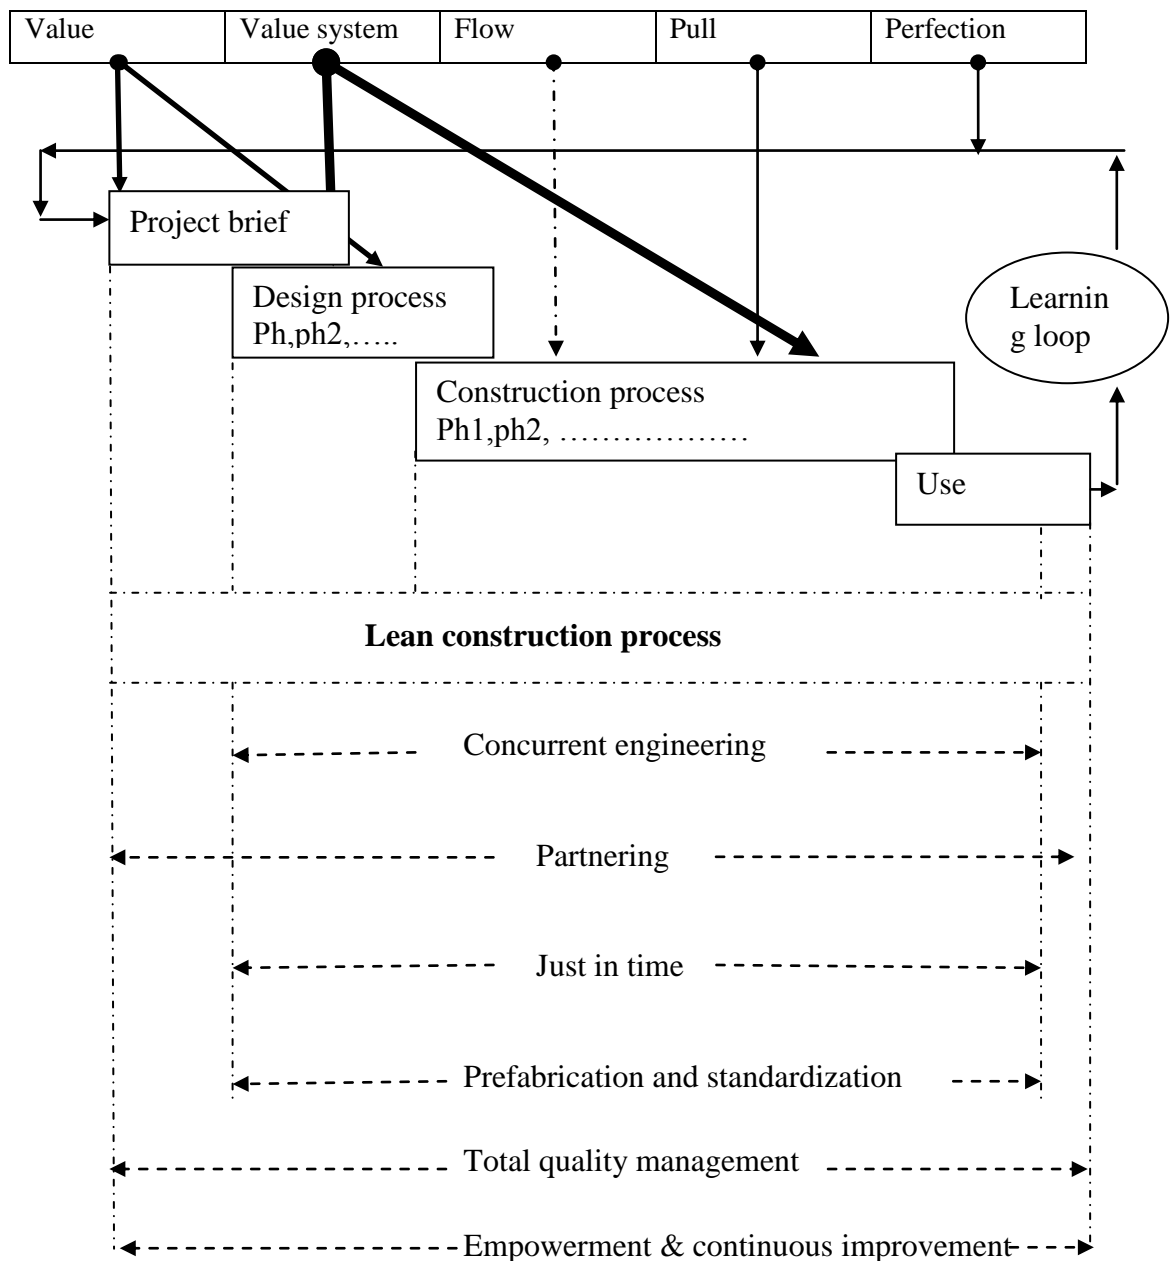 Value
Value system
Flow
Pull
Perfection
Project brief
Design process
Ph,ph2,…..
Learnin
g loop
Construction process
Ph1,ph2, ………………
Use
Lean construction process
Concurrent engineering
Partnering
Just in time
Prefabrication and standardization
Total quality management
Empowerment & continuous improvement